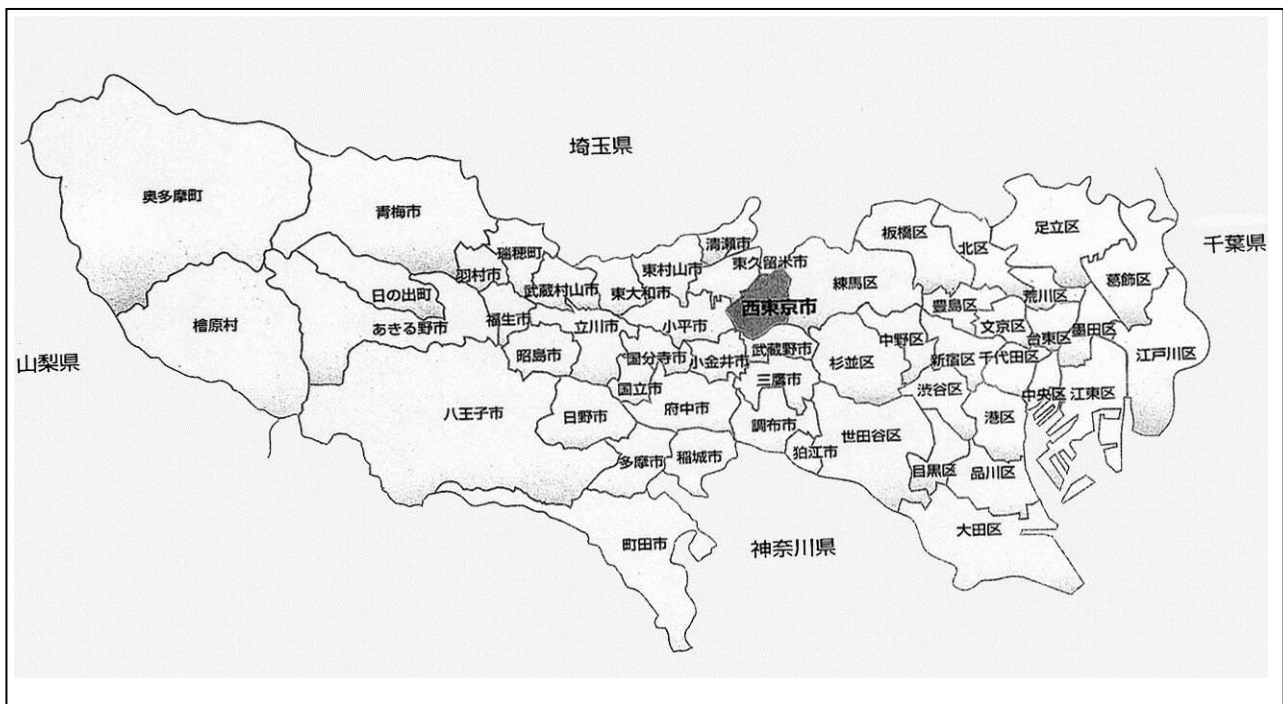 埼玉県
奥多摩町
青梅市
瑞穂町
羽村市
武蔵村山市
東大和市
東村山市
清瀬市
東久留米市
西東京市
練馬区
板橋区
北区
足立区
葛飾区
千葉県
日の出町
あきる野市
檜原村
山梨県
福生市
昭島市
立川市
小平市
国分寺市
小金井市
武蔵野市
三鷹市
国立市
府中市
調布市
狛江市
八王子市
日野市
多摩市
稲城市
町田市
神奈川県
杉並区
中野区
豊島区
新宿区
文京区
荒川区
台東区
墨田区
江戸川区
千代田区
渋谷区
中央区
江東区
港区
世田谷区
目黒区
品川区
大田区